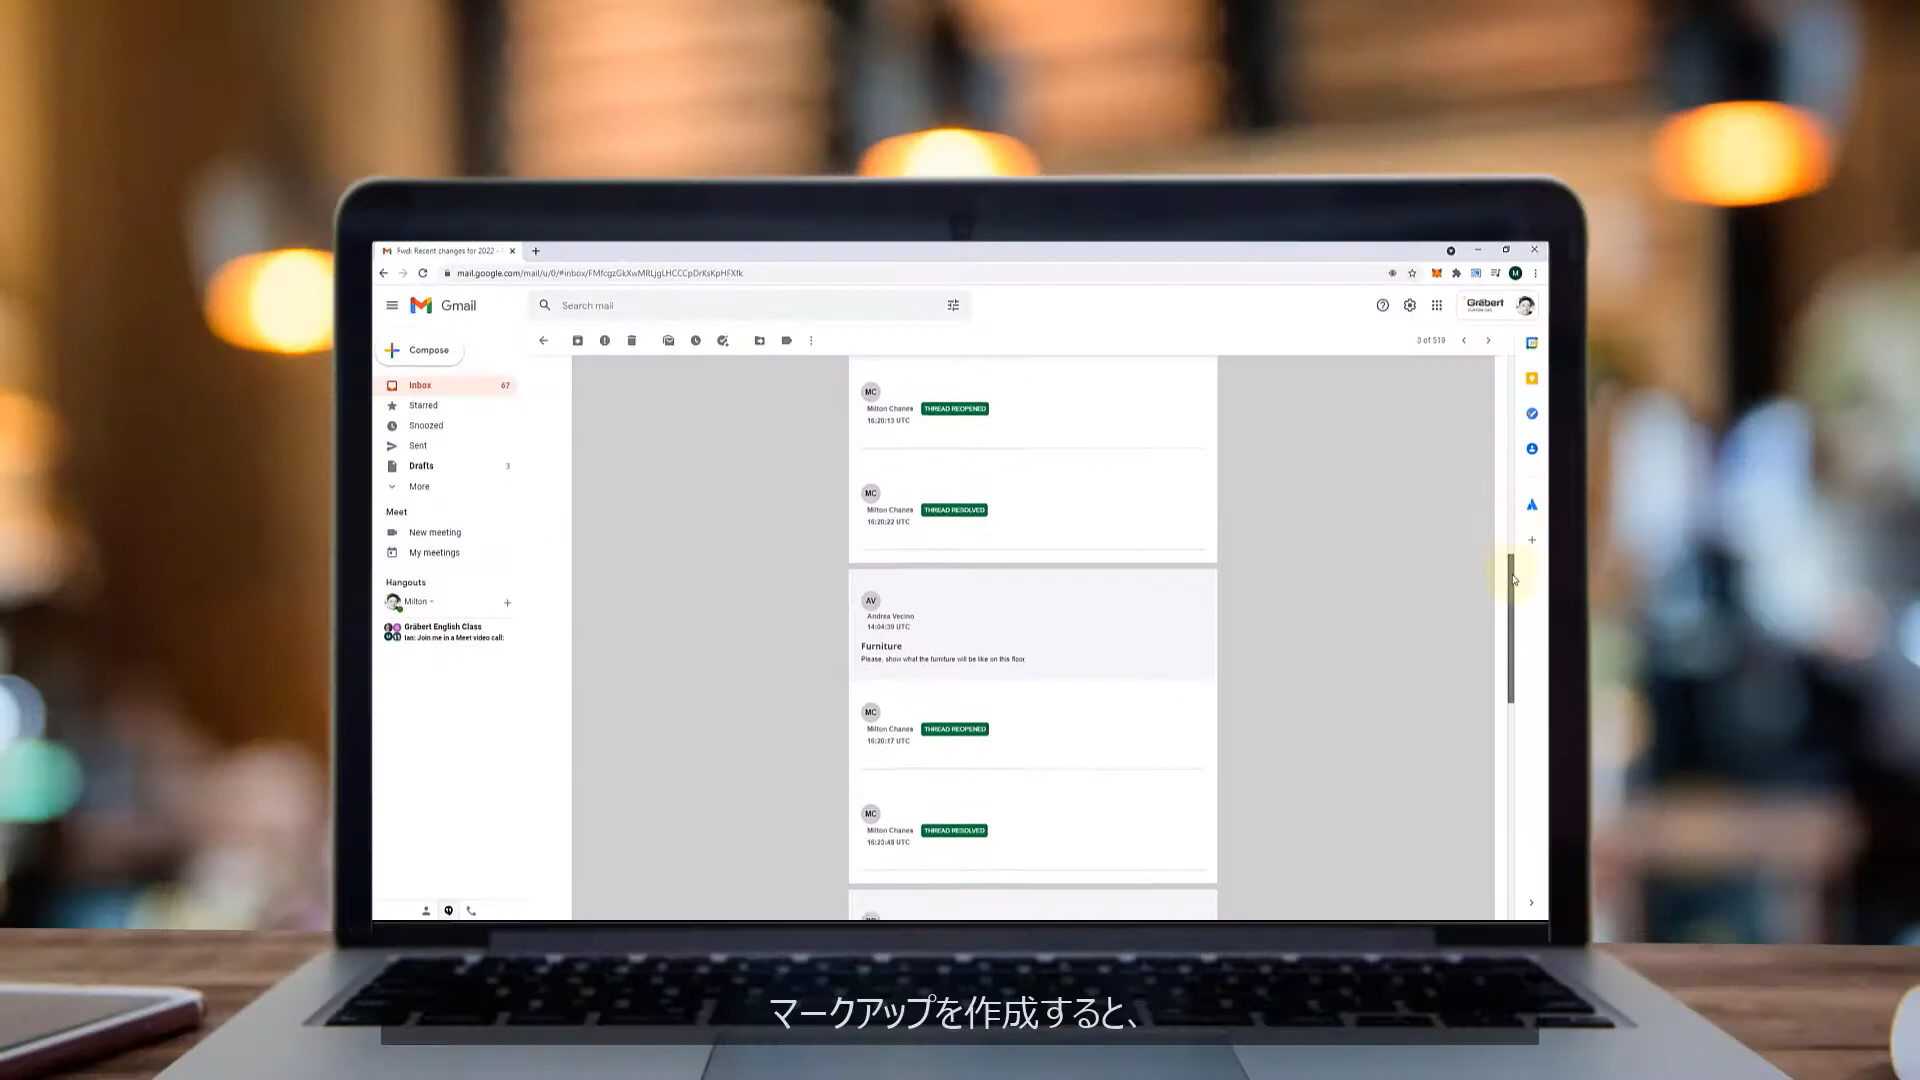 Fwd: Recent changes for 2022 -
mail.google.com/mail/u/0/#inbox/FMfcgzGkXwMRLjgLHCCCpDrKsKpHFXfk
M
Gmail
Search mail
Gräbert
Compose
3 of 519
Inbox 67
Starred
Snoozed
Sent
Drafts 3
More
Meet
New meeting
My meetings
Hangouts
Milton
Gräbert English Class
Ian: Join me in a Meet video call:
MC
Milton Chanes THREAD REOPENED
16:20:13 UTC
MC
Milton Chanes THREAD RESOLVED
16:20:22 UTC
AV
Andrea Vecino
14:04:39 UTC
Furniture
Please, show what the furniture will be like on this floor.
MC
Milton Chanes THREAD REOPENED
16:20:17 UTC
MC
Milton Chanes THREAD RESOLVED
16:23:48 UTC
マークアップを作成すると、